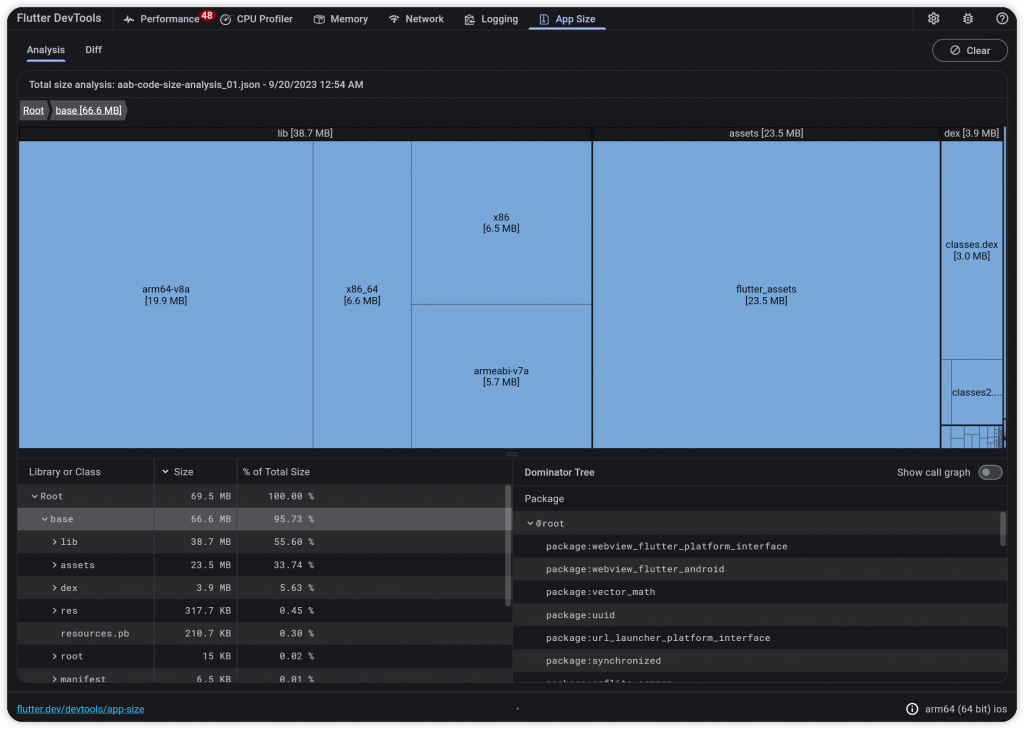 Flutter DevTools
Performance 48 CPU Profiler Memory Network Logging App Size
Analysis Diff Clear
Total size analysis: aab-code-size-analysis_01.json - 9/20/2023 12:54 AM
Root base [66.6 MB]
lib [38.7 MB] assets [23.5 MB] dex [3.9 MB]
x86
[6.5 MB]
classes.dex
[3.0 MB]
arm64-v8a
[19.9 MB]
x86_64
[6.6 MB]
flutter_assets
[23.5 MB]
armeabi-v7a
[5.7 MB]
classes2....
Library or Class Size % of Total Size
Root 69.5 MB 100.00 %
base 66.6 MB 95.73 %
lib 38.7 MB 55.60 %
assets 23.5 MB 33.74 %
dex 3.9 MB 5.63 %
res 317.7 KB 0.45 %
resources.pb 210.7 KB 0.30 %
root 15 KB 0.02 %
manifest 6.5 KB 0.01 %
Dominator Tree Show call graph
Package
@root
package:webview_flutter_platform_interface
package:webview_flutter_android
package:vector_math
package:uuid
package:url_launcher_platform_interface
package:synchronized
flutter.dev/devtools/app-size
arm64 (64 bit) ios